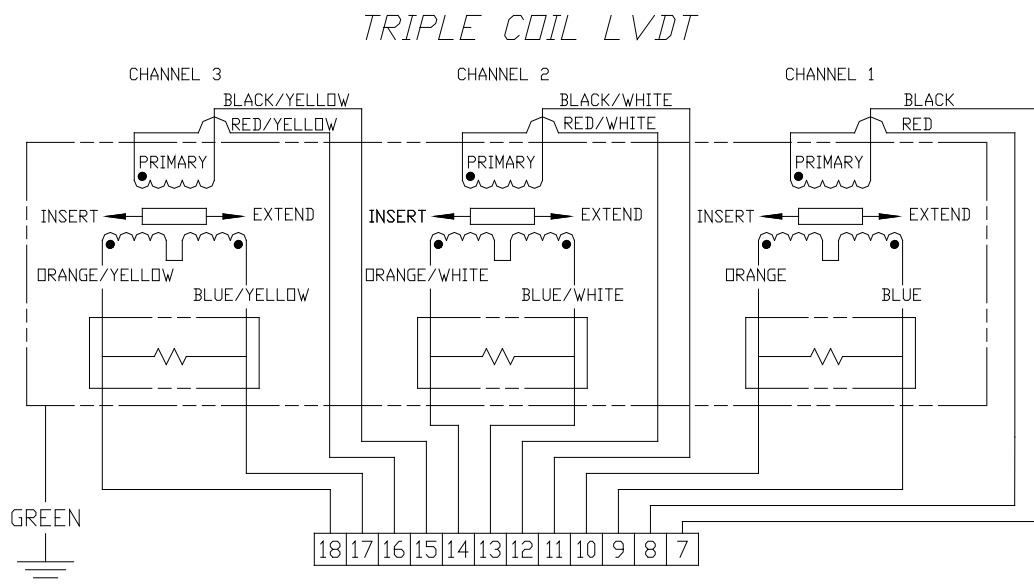 TRIPLE COIL LVDT
CHANNEL 3 CHANNEL 2 CHANNEL 1
BLACK/YELLOW BLACK/WHITE BLACK
RED/YELLOW RED/WHITE RED
PRIMARY PRIMARY PRIMARY
INSERT EXTEND INSERT EXTEND INSERT EXTEND
ORANGE/YELLOW ORANGE/WHITE ORANGE
BLUE/YELLOW BLUE/WHITE BLUE
GREEN
18 17 16 15 14 13 12 11 10 9 8 7